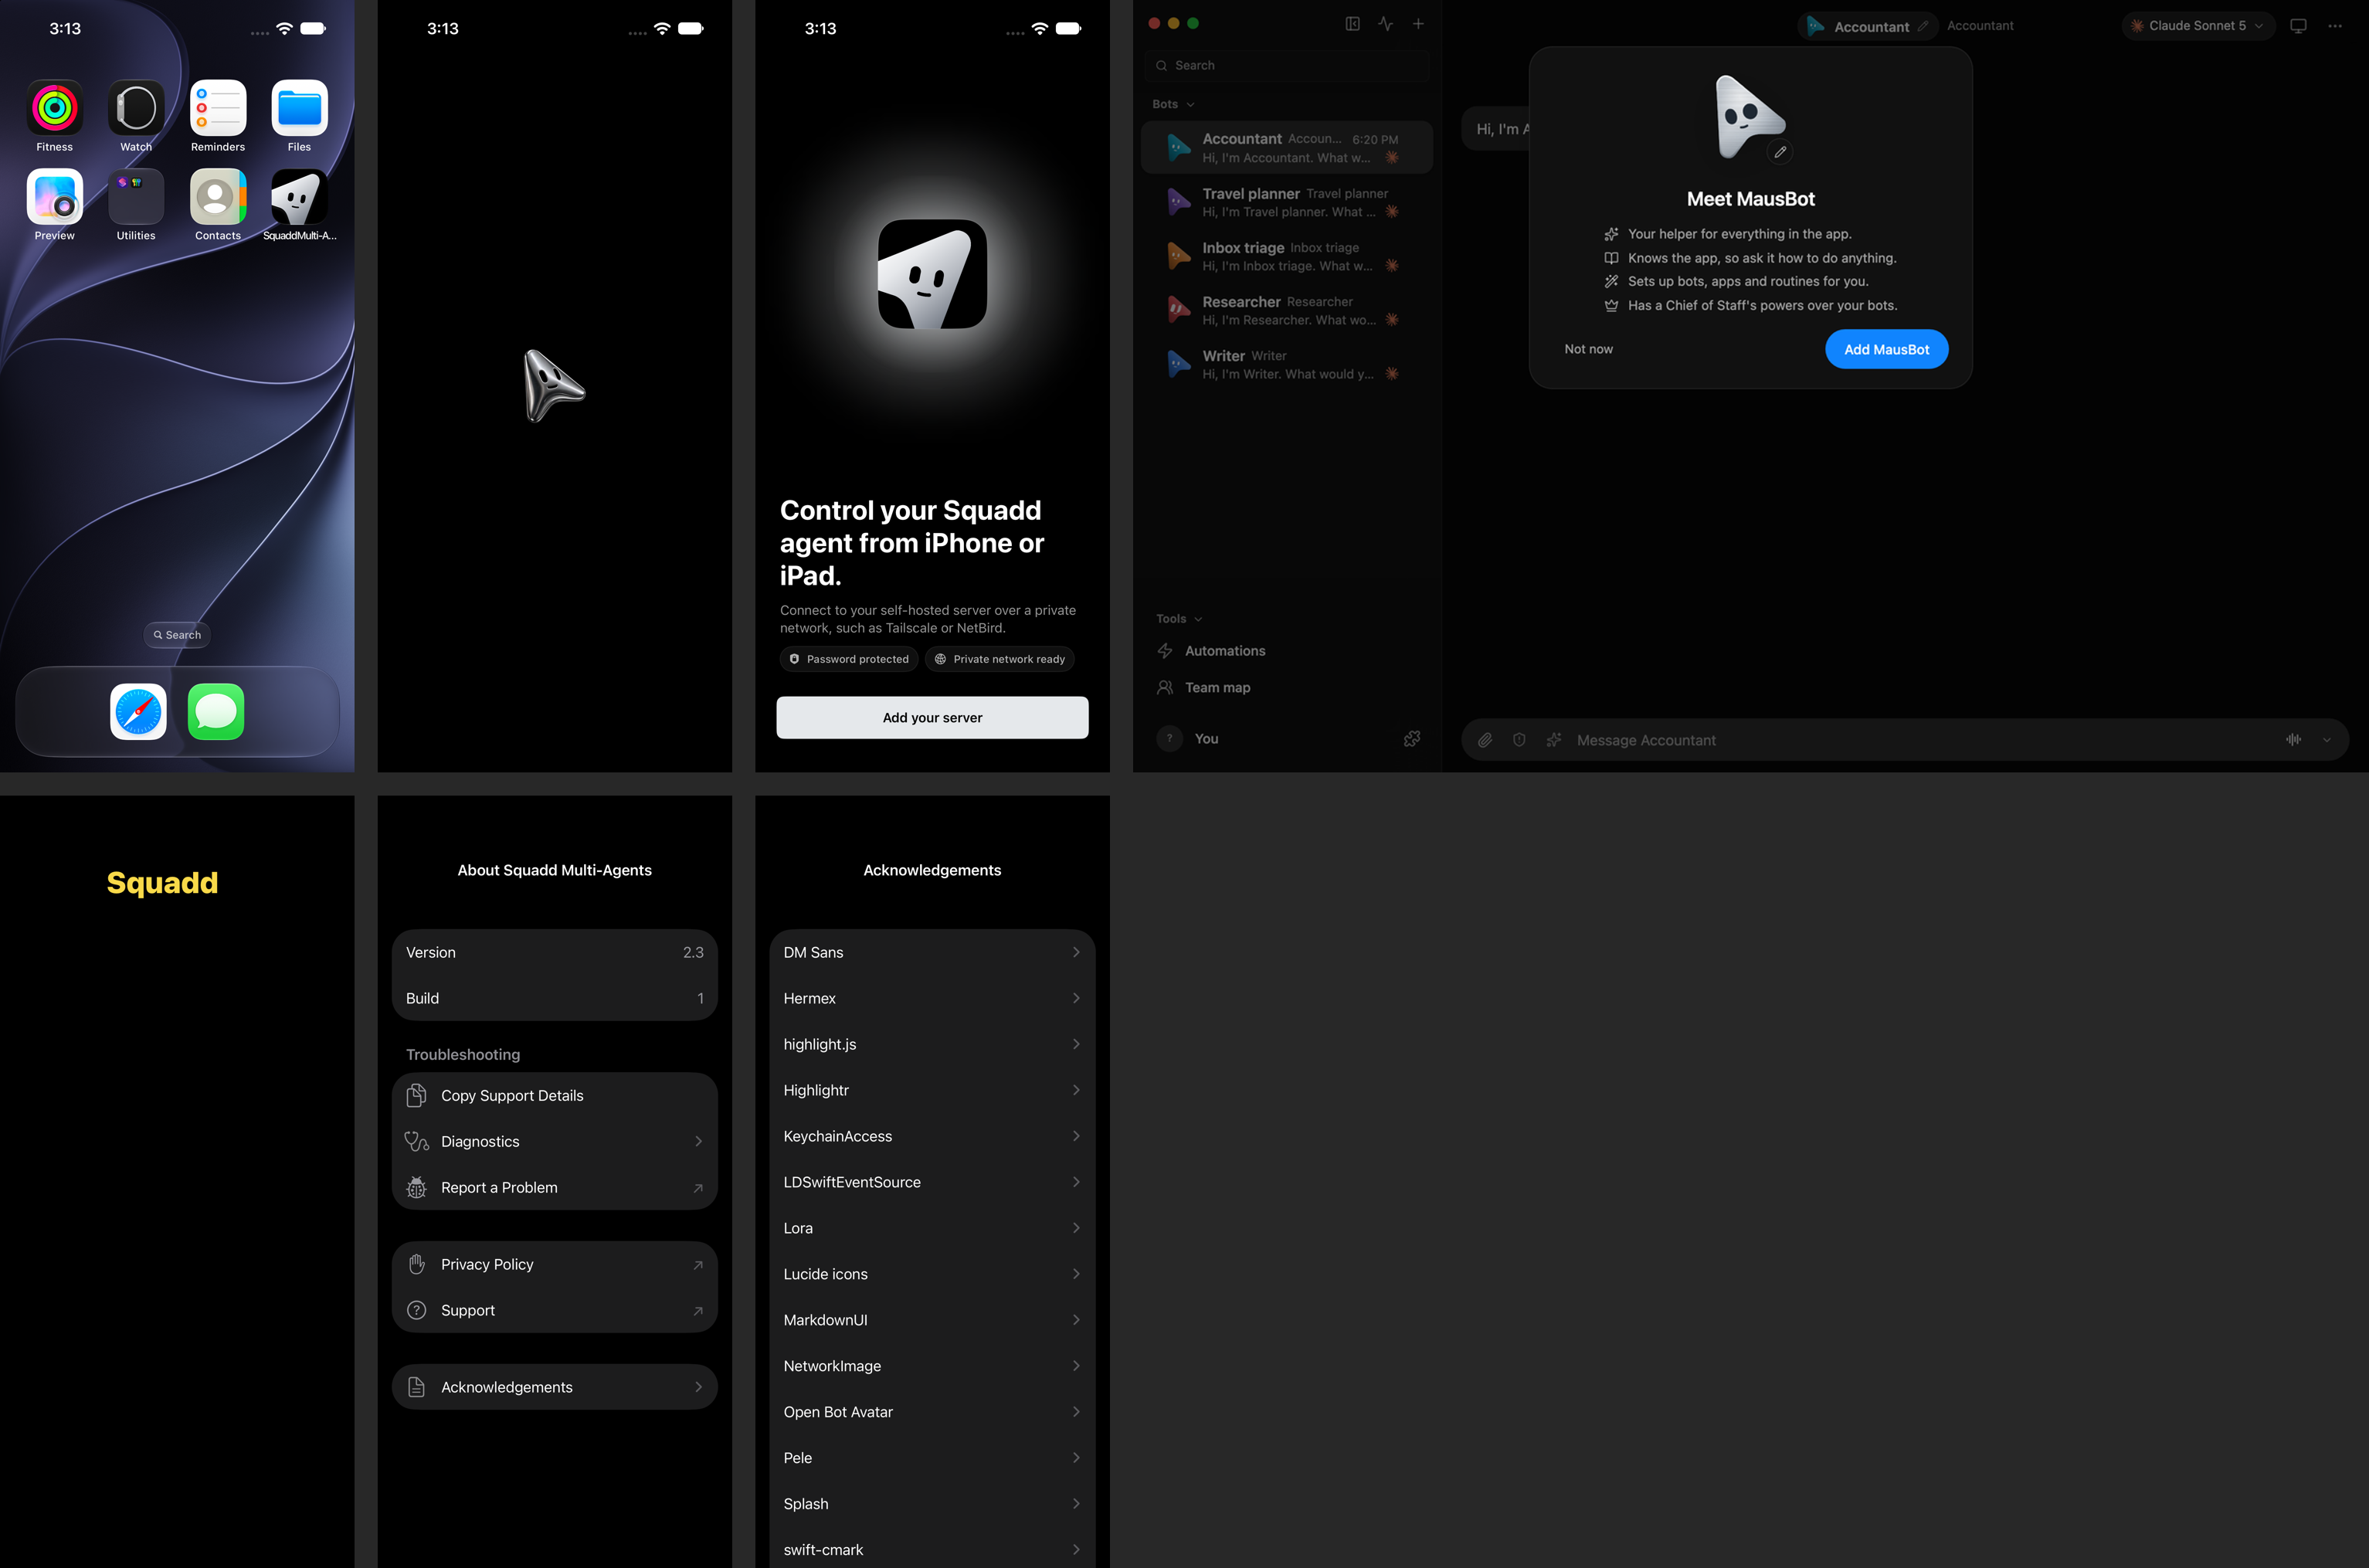 3:13
Fitness
Watch
Reminders
Files
Preview
Utilities
Contacts
SquaddMulti-A...
Search
3:13
3:13
Control your Squadd
agent from iPhone or
iPad.
Connect to your self-hosted server over a private
network, such as Tailscale or NetBird.
Password protected
Private network ready
Add your server
Search
Bots
Accountant Accoun... 6:20 PM
Hi, I'm Accountant. What w...
Travel planner Travel planner
Hi, I'm Travel planner. What ...
Inbox triage Inbox triage
Hi, I'm Inbox triage. What w...
Researcher Researcher
Hi, I'm Researcher. What wo...
Writer Writer
Hi, I'm Writer. What would y...
Tools
Automations
Team map
? You
Accountant Accountant
Claude Sonnet 5
Hi, I'm A
Meet MausBot
Your helper for everything in the app.
Knows the app, so ask it how to do anything.
Sets up bots, apps and routines for you.
Has a Chief of Staff's powers over your bots.
Not now
Add MausBot
Message Accountant
Squadd
About Squadd Multi-Agents
Version 2.3
Build 1
Troubleshooting
Copy Support Details
Diagnostics
Report a Problem
Privacy Policy
Support
Acknowledgements
Acknowledgements
DM Sans
Hermex
highlight.js
Highlightr
KeychainAccess
LDSwiftEventSource
Lora
Lucide icons
MarkdownUI
NetworkImage
Open Bot Avatar
Pele
Splash
swift-cmark